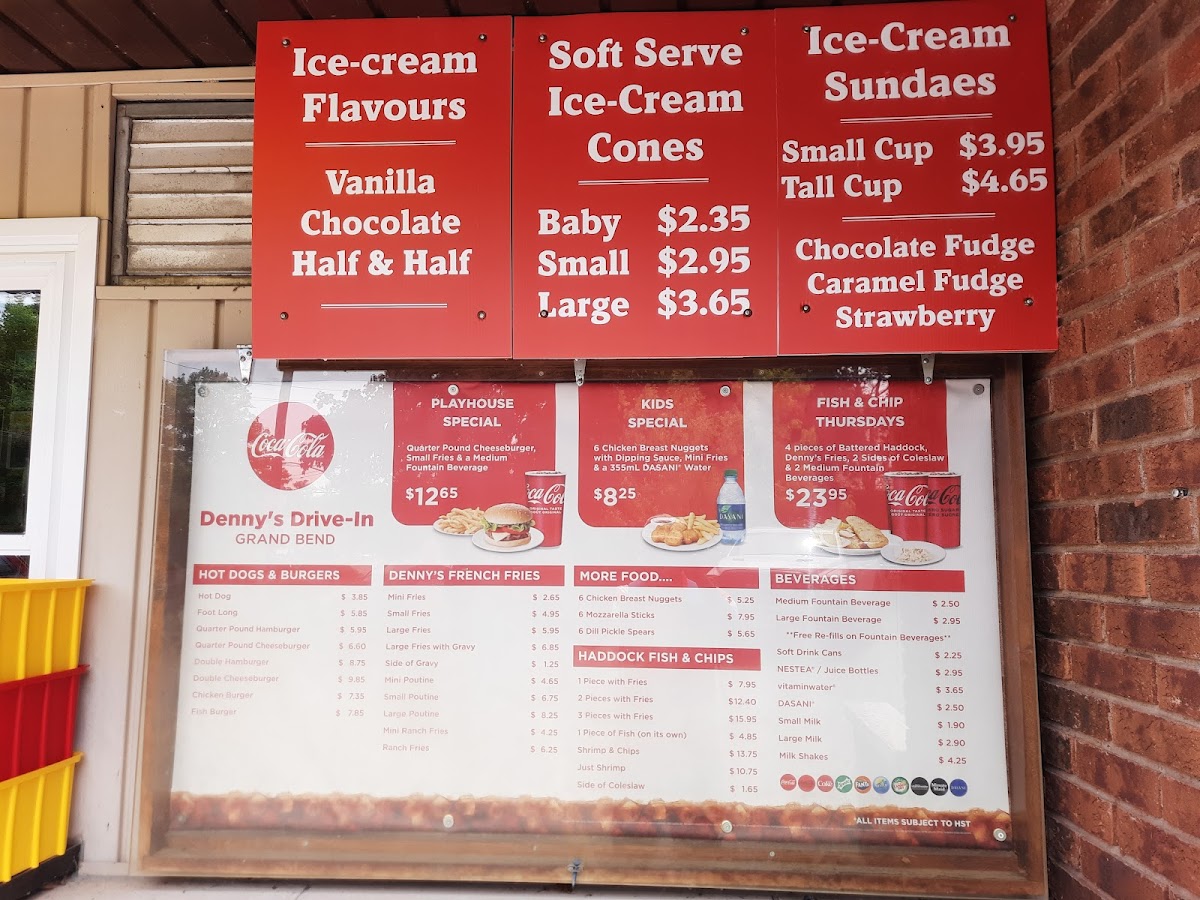 Ice-cream
Flavours
Vanilla
Chocolate
Half & Half
Soft Serve
Ice-Cream
Cones
Baby $2.35
Small $2.95
Large $3.65
Ice-Cream
Sundaes
Small Cup $3.95
Tall Cup $4.65
Chocolate Fudge
Caramel Fudge
Strawberry
Coca-Cola
Denny's Drive-In
GRAND BEND
PLAYHOUSE
SPECIAL
Quarter Pound Cheeseburger,
Small Fries & a Medium
Fountain Beverage
$12 65
KIDS
SPECIAL
6 Chicken Breast Nuggets
with Dipping Sauce, Mini Fries
& a 355mL DASANI® Water
$8 25
DASANI
FISH & CHIP
THURSDAYS
4 pieces of Battered Haddock,
Denny's Fries, 2 Sides of Coleslaw
& 2 Medium Fountain
Beverages
$23 95
HOT DOGS & BURGERS
Hot Dog $ 3.85
Foot Long $ 5.85
Quarter Pound Hamburger $ 5.95
Quarter Pound Cheeseburger $ 6.60
Double Hamburger $ 8.75
Double Cheeseburger $ 9.85
Chicken Burger $ 7.35
Fish Burger $ 7.85
DENNY'S FRENCH FRIES
Mini Fries $ 2.65
Small Fries $ 4.95
Large Fries $ 5.95
Large Fries with Gravy $ 6.85
Side of Gravy $ 1.25
Mini Poutine $ 4.65
Small Poutine $ 6.75
Large Poutine $ 8.25
Mini Ranch Fries $ 4.25
Ranch Fries $ 6.25
MORE FOOD....
6 Chicken Breast Nuggets $ 5.25
6 Mozzarella Sticks $ 7.95
6 Dill Pickle Spears $ 5.65
HADDOCK FISH & CHIPS
1 Piece with Fries $ 7.95
2 Pieces with Fries $12.40
3 Pieces with Fries $15.95
1 Piece of Fish (on its own) $ 4.85
Shrimp & Chips $13.75
Just Shrimp $10.75
Side of Coleslaw $ 1.65
BEVERAGES
Medium Fountain Beverage $ 2.50
Large Fountain Beverage $ 2.95
**Free Re-fills on Fountain Beverages**
Soft Drink Cans $ 2.25
NESTEA® / Juice Bottles $ 2.95
vitaminwater® $ 3.65
DASANI® $ 2.50
Small Milk $ 1.90
Large Milk $ 2.90
Milk Shakes $ 4.25
*ALL ITEMS SUBJECT TO HST